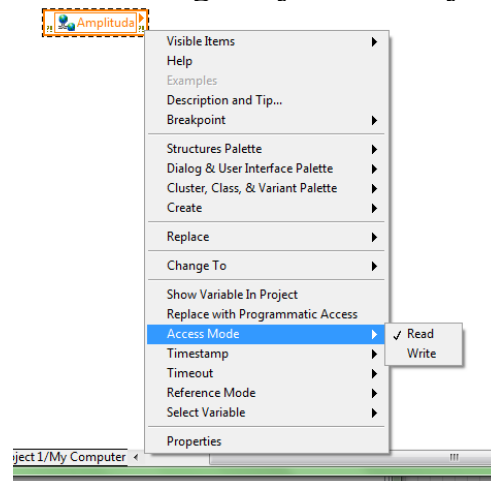 Amplituda
Visible Items
Help
Examples
Description and Tip...
Breakpoint
Structures Palette
Dialog & User Interface Palette
Cluster, Class, & Variant Palette
Create
Replace
Change To
Show Variable In Project
Replace with Programmatic Access
Access Mode
Read
Timestamp
Write
Timeout
Reference Mode
Select Variable
Properties
ject 1/My Computer